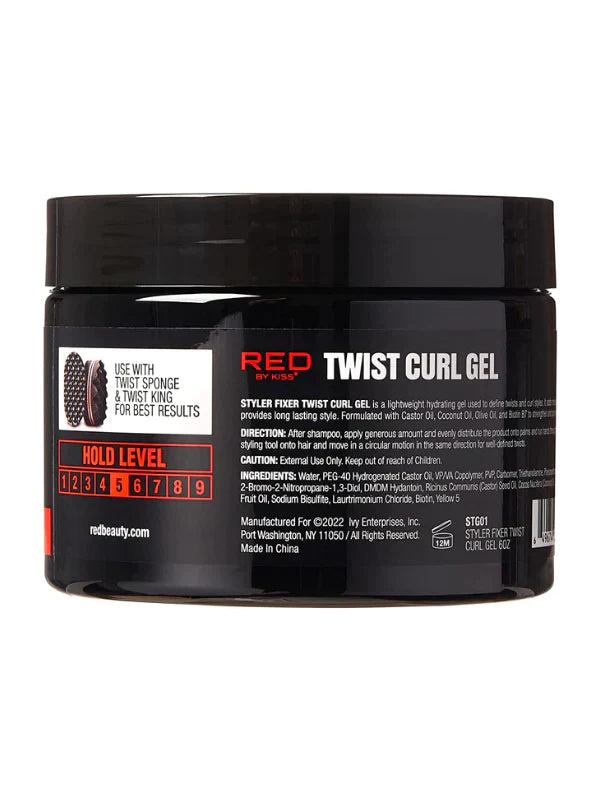 USE WITH
TWIST SPONGE
& TWIST KING
FOR BEST RESULTS
HOLD LEVEL
1 2 3 4 5 6 7 8 9
redbeauty.com
RED
BY KISS®
TWIST CURL GEL
STYLER FIXER TWIST CURL GEL is a lightweight hydrating gel used to define twists and curl styles. It
provides long lasting style. Formulated with Castor Oil, Coconut Oil, Olive Oil, and Biotin B7 to strengthen
DIRECTION: After shampoo, apply generous amount and evenly distribute the product onto palms and
styling tool onto hair and move in a circular motion in the same direction for well-defined twists.
CAUTION: External Use Only. Keep out of reach of Children.
INGREDIENTS: Water, PEG-40 Hydrogenated Castor Oil, VP/VA Copolymer, PVP, Carbomer, Triethanolamine,
2-Bromo-2-Nitropropane-1,3-Diol, DMDM Hydantoin, Ricinus Communis (Castor) Seed Oil, Cocos Nucifera
Fruit Oil, Sodium Bisulfite, Laurtrimonium Chloride, Biotin, Yellow 5
Manufactured For ©2022 Ivy Enterprises, Inc.
Port Washington, NY 11050 / All Rights Reserved.
Made In China
12M
STG01
STYLER FIXER TWIST
CURL GEL 6OZ